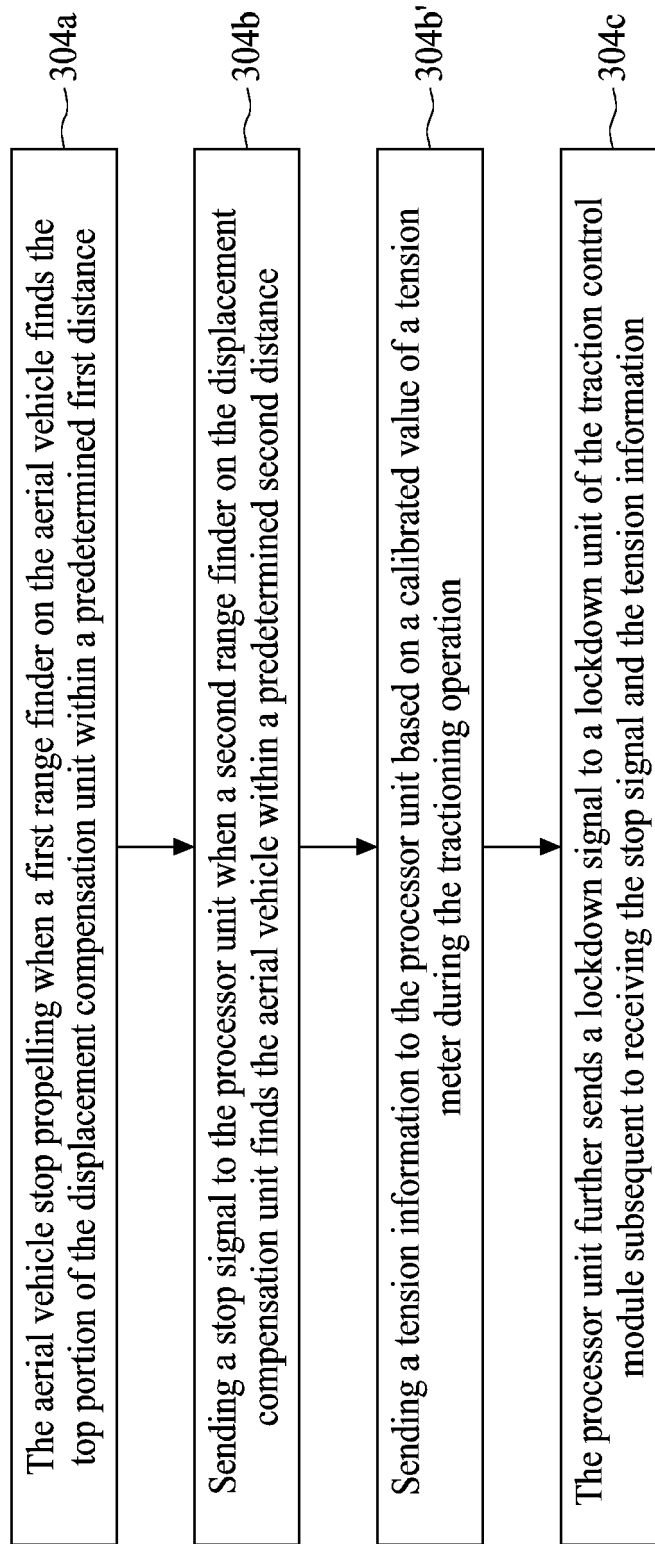 The aerial vehicle stop propelling when a first range finder on the aerial vehicle finds the
top portion of the displacement compensation unit within a predetermined first distance
304a
Sending a stop signal to the processor unit when a second range finder on the displacement
compensation unit finds the aerial vehicle within a predetermined second distance
304b
Sending a tension information to the processor unit based on a calibrated value of a tension
meter during the tractioning operation
304b'
The processor unit further sends a lockdown signal to a lockdown unit of the traction control
module subsequent to receiving the stop signal and the tension information
304c